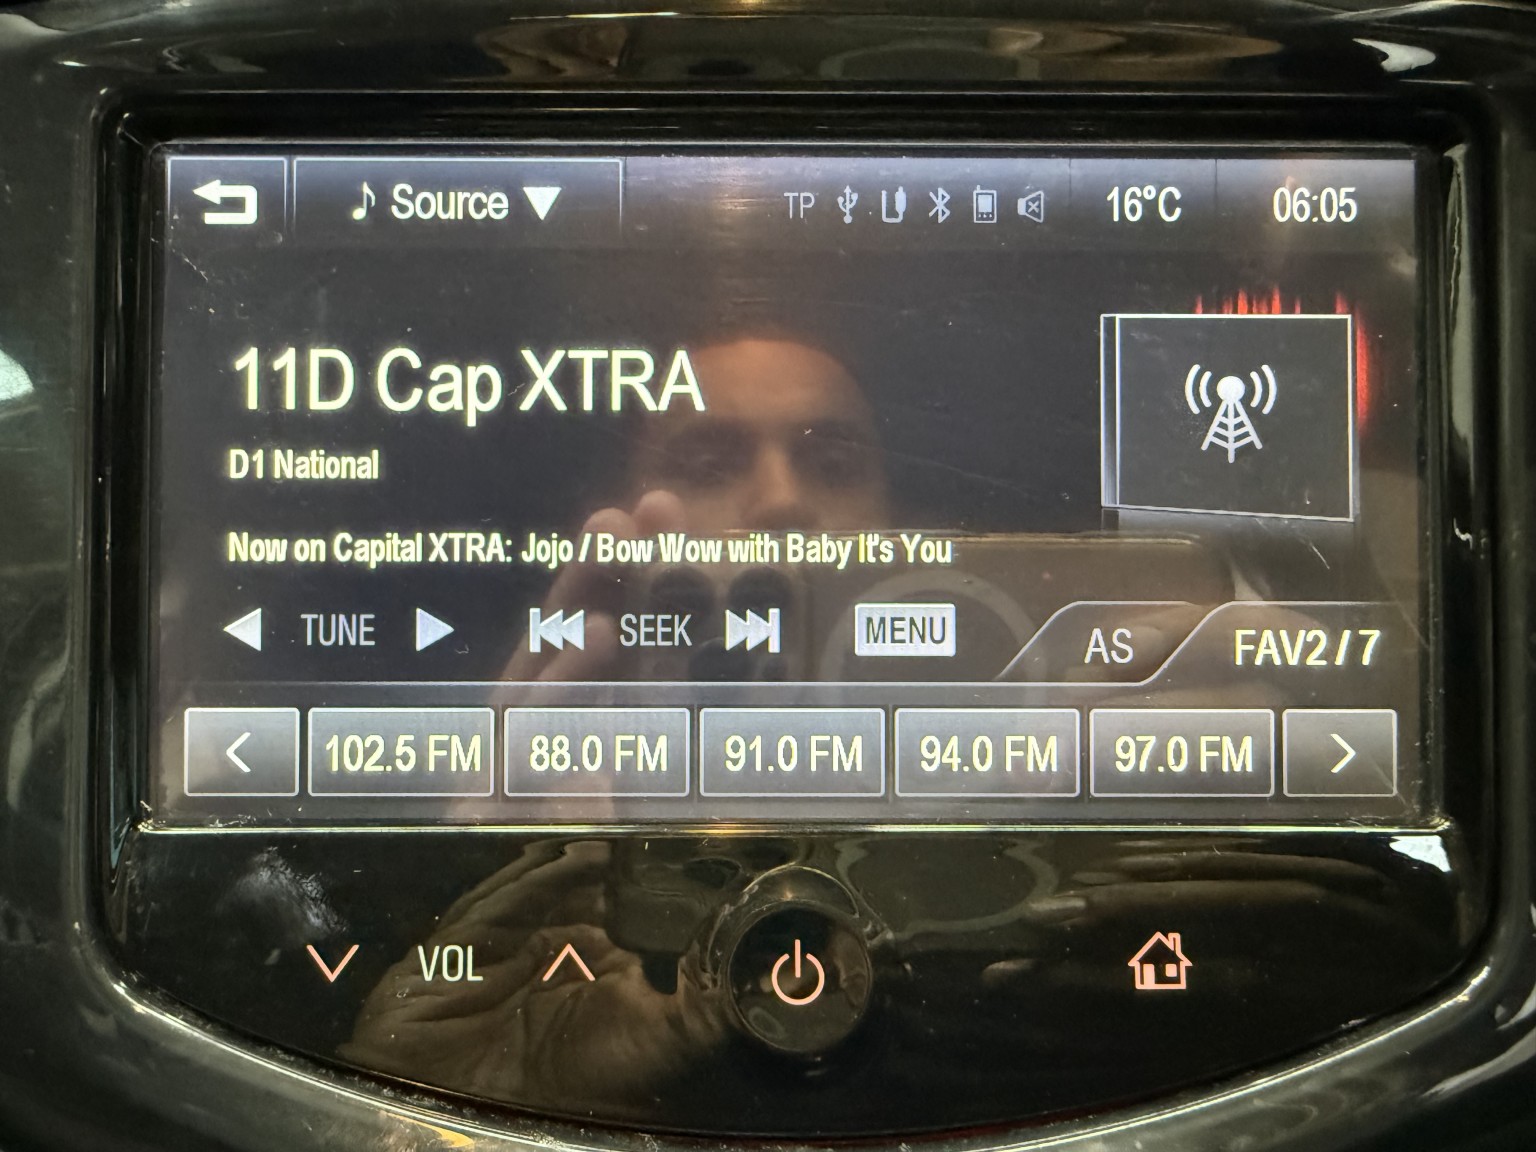 Source TP 16°C 06:05
11D Cap XTRA
D1 National
Now on Capital XTRA: Jojo / Bow Wow with Baby It's You
TUNE SEEK MENU AS FAV2 / 7
102.5 FM 88.0 FM 91.0 FM 94.0 FM 97.0 FM
VOL